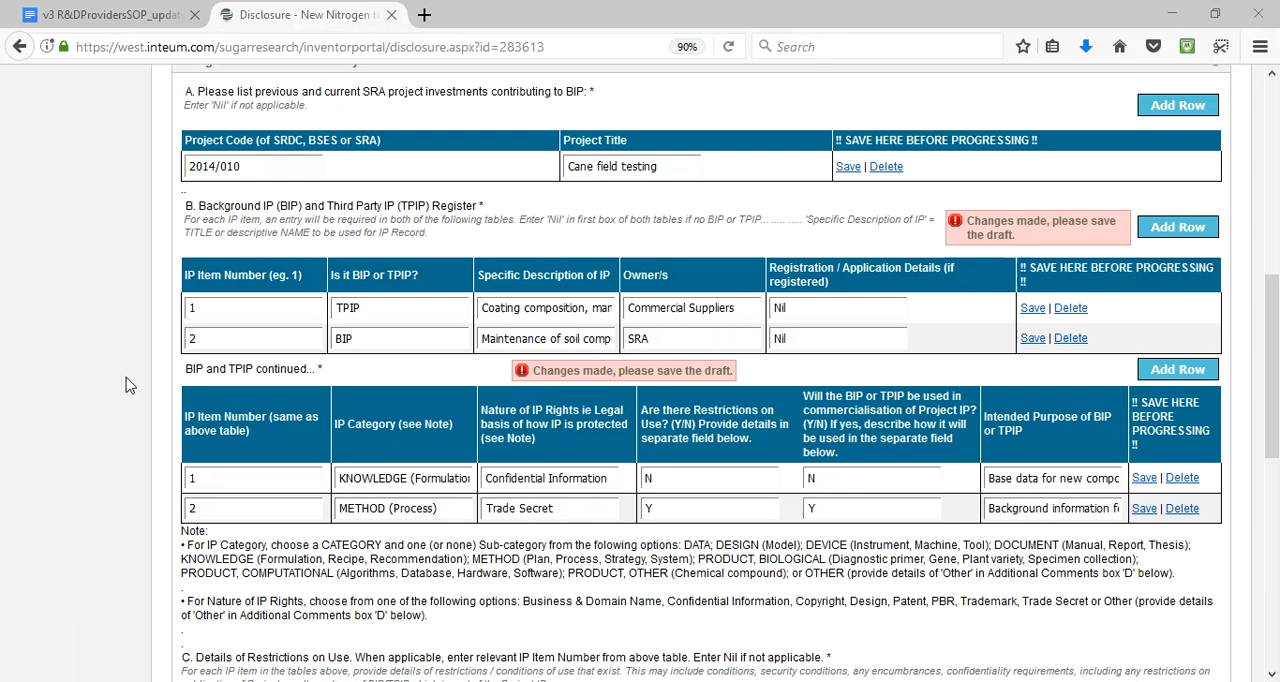 v3 R&DProvidersSOP_updat
Disclosure - New Nitrogen t
https://west.inteum.com/sugarresearch/inventorportal/disclosure.aspx?id=283613
90%
Search
A. Please list previous and current SRA project investments contributing to BIP: *
Enter 'Nil' if not applicable.
Add Row
Project Code (of SRDC, BSES or SRA)
Project Title
!! SAVE HERE BEFORE PROGRESSING !!
2014/010
Cane field testing
Save | Delete
..
B. Background IP (BIP) and Third Party IP (TPIP) Register *
For each IP item, an entry will be required in both of the following tables. Enter 'Nil' in first box of both tables if no BIP or TPIP... ..... ..... 'Specific Description of IP' =
TITLE or descriptive NAME to be used for IP Record.
Changes made, please save
the draft.
Add Row
IP Item Number (eg. 1)
Is it BIP or TPIP?
Specific Description of IP
Owner/s
Registration / Application Details (if
registered)
!! SAVE HERE BEFORE PROGRESSING
!!
1
TPIP
Coating composition, man
Commercial Suppliers
Nil
Save | Delete
2
BIP
Maintenance of soil comp
SRA
Nil
Save | Delete
BIP and TPIP continued... *
Changes made, please save the draft.
Add Row
IP Item Number (same as
above table)
IP Category (see Note)
Nature of IP Rights ie Legal
basis of how IP is protected
(see Note)
Are there Restrictions on
Use? (Y/N) Provide details in
separate field below.
Will the BIP or TPIP be used in
commercialisation of Project IP?
(Y/N) If yes, describe how it will
be used in the separate field
below.
Intended Purpose of BIP
or TPIP
!! SAVE HERE
BEFORE
PROGRESSING
!!
1
KNOWLEDGE (Formulation
Confidential Information
N
N
Base data for new compo
Save | Delete
2
METHOD (Process)
Trade Secret
Y
Y
Background information fo
Save | Delete
Note:
• For IP Category, choose a CATEGORY and one (or none) Sub-category from the following options: DATA; DESIGN (Model); DEVICE (Instrument, Machine, Tool); DOCUMENT (Manual, Report, Thesis);
KNOWLEDGE (Formulation, Recipe, Recommendation); METHOD (Plan, Process, Strategy, System); PRODUCT, BIOLOGICAL (Diagnostic primer, Gene, Plant variety, Specimen collection);
PRODUCT, COMPUTATIONAL (Algorithms, Database, Hardware, Software); PRODUCT, OTHER (Chemical compound); or OTHER (provide details of 'Other' in Additional Comments box 'D' below).
.
• For Nature of IP Rights, choose from one of the following options: Business & Domain Name, Confidential Information, Copyright, Design, Patent, PBR, Trademark, Trade Secret or Other (provide details
of 'Other' in Additional Comments box 'D' below).
.
.
C. Details of Restrictions on Use. When applicable, enter relevant IP Item Number from above table. Enter Nil if not applicable. *
For each IP item in the tables above, provide details of restrictions / conditions of use that exist. This may include conditions, security conditions, any encumbrances, confidentiality requirements, including any restrictions on